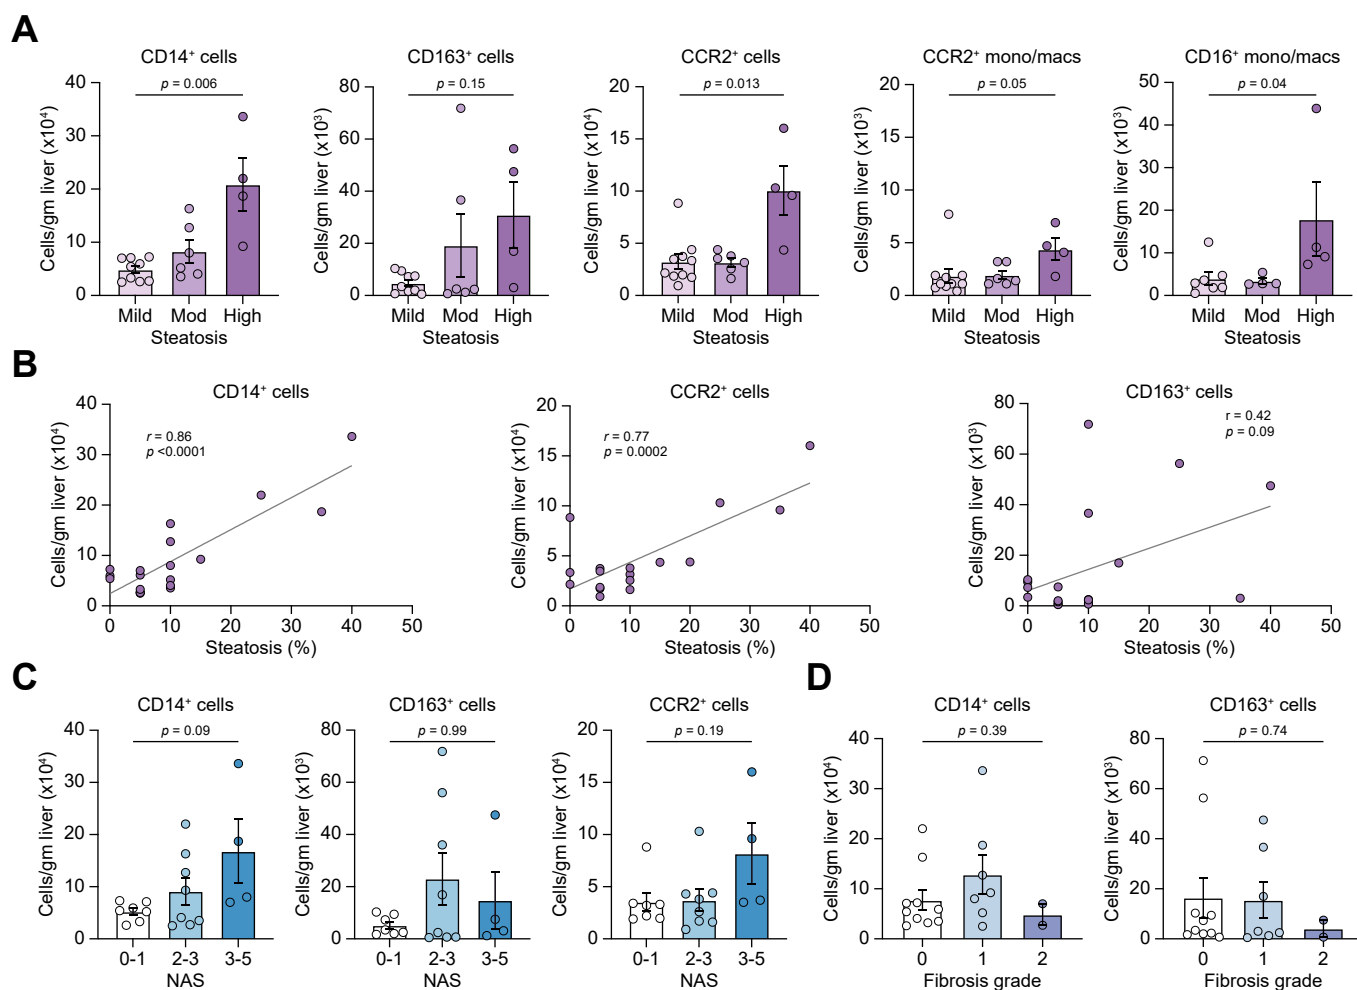 A
CD14⁺ cells
p = 0.006
Cells/gm liver (x10⁴)
40
30
20
10
0
Mild Mod High
Steatosis
CD163⁺ cells
p = 0.15
Cells/gm liver (x10³)
80
60
40
20
0
Mild Mod High
Steatosis
CCR2⁺ cells
p = 0.013
Cells/gm liver (x10⁴)
20
15
10
5
0
Mild Mod High
Steatosis
CCR2⁺ mono/macs
p = 0.05
Cells/gm liver (x10³)
20
15
10
5
0
Mild Mod High
Steatosis
CD16⁺ mono/macs
p = 0.04
Cells/gm liver (x10³)
50
40
30
20
10
0
Mild Mod High
Steatosis
B
CD14⁺ cells
r = 0.86
p <0.0001
Cells/gm liver (x10⁴)
40
30
20
10
0
0 10 20 30 40 50
Steatosis (%)
CCR2⁺ cells
r = 0.77
p = 0.0002
Cells/gm liver (x10⁴)
20
15
10
5
0
0 10 20 30 40 50
Steatosis (%)
CD163⁺ cells
r = 0.42
p = 0.09
Cells/gm liver (x10³)
80
60
40
20
0
0 10 20 30 40 50
Steatosis (%)
C
CD14⁺ cells
p = 0.09
Cells/gm liver (x10⁴)
40
30
20
10
0
0-1 2-3 3-5
NAS
CD163⁺ cells
p = 0.99
Cells/gm liver (x10³)
80
60
40
20
0
0-1 2-3 3-5
NAS
CCR2⁺ cells
p = 0.19
Cells/gm liver (x10⁴)
20
15
10
5
0
0-1 2-3 3-5
NAS
D
CD14⁺ cells
p = 0.39
Cells/gm liver (x10⁴)
40
30
20
10
0
0 1 2
Fibrosis grade
CD163⁺ cells
p = 0.74
Cells/gm liver (x10³)
80
60
40
20
0
0 1 2
Fibrosis grade